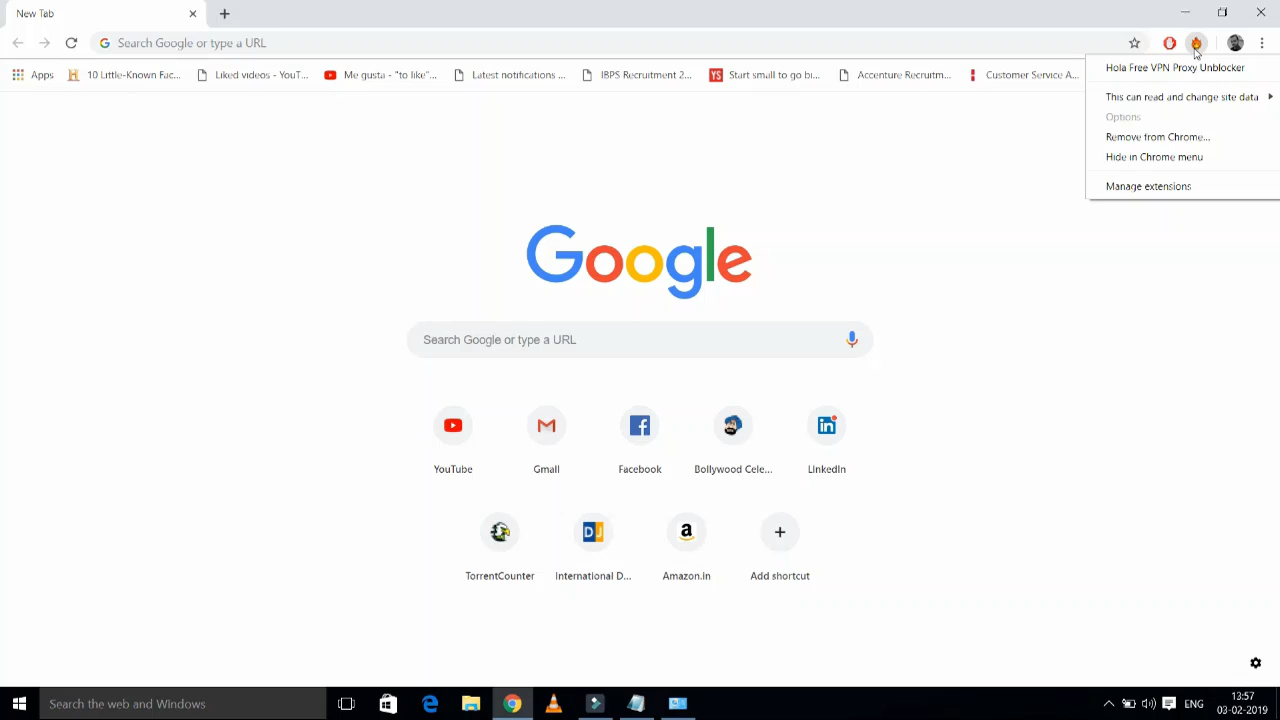 New Tab
Search Google or type a URL
Apps
10 Little-Known Fac...
Liked videos - YouT...
Me gusta - "to like"...
Latest notifications ...
IBPS Recruitment 2...
YS
Start small to go bi...
Accenture Recruitm...
Customer Service A...
Hola Free VPN Proxy Unblocker
This can read and change site data
Options
Remove from Chrome...
Hide in Chrome menu
Manage extensions
Google
Search Google or type a URL
YouTube
Gmail
Facebook
Bollywood Cele...
LinkedIn
TorrentCounter
DJ
International D...
Amazon.in
Add shortcut
Search the web and Windows
ENG
13:57
03-02-2019